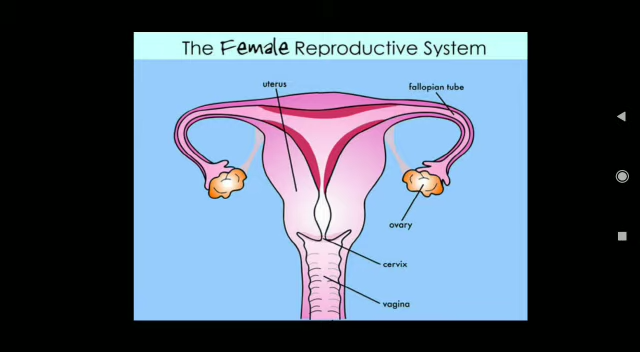 The Female Reproductive System
uterus
fallopian tube
ovary
cervix
vagina